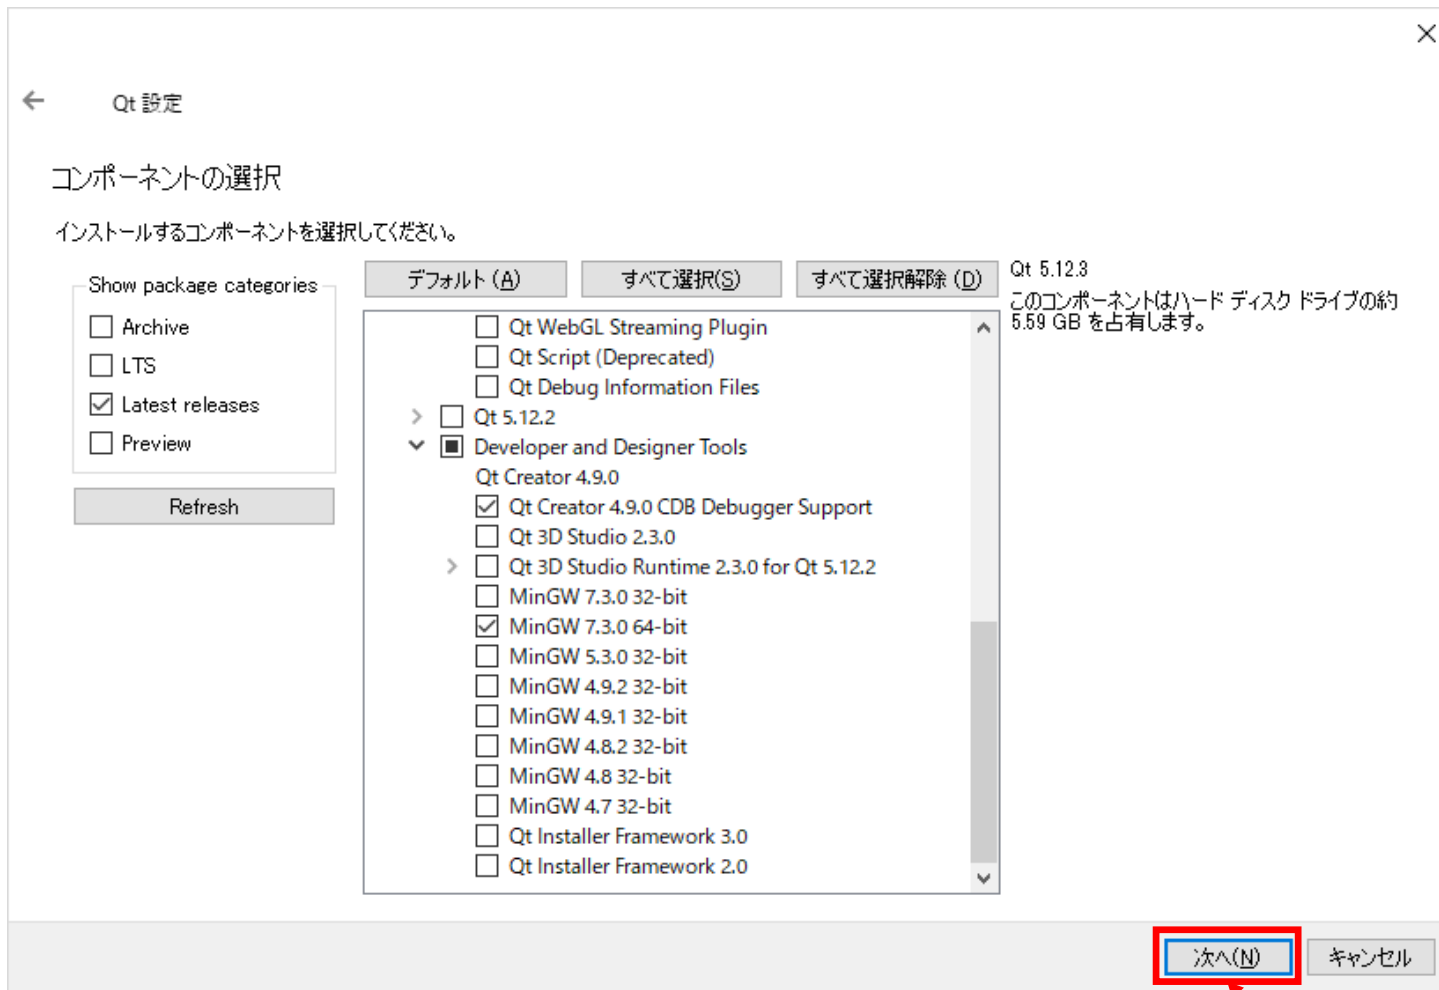 Qt 設定
コンポーネントの選択
インストールするコンポーネントを選択してください。
Show package categories
Archive
LTS
Latest releases
Preview
Refresh
デフォルト (A) すべて選択(S) すべて選択解除 (D)
Qt WebGL Streaming Plugin
Qt Script (Deprecated)
Qt Debug Information Files
Qt 5.12.2
Developer and Designer Tools
Qt Creator 4.9.0
Qt Creator 4.9.0 CDB Debugger Support
Qt 3D Studio 2.3.0
Qt 3D Studio Runtime 2.3.0 for Qt 5.12.2
MinGW 7.3.0 32-bit
MinGW 7.3.0 64-bit
MinGW 5.3.0 32-bit
MinGW 4.9.2 32-bit
MinGW 4.9.1 32-bit
MinGW 4.8.2 32-bit
MinGW 4.8 32-bit
MinGW 4.7 32-bit
Qt Installer Framework 3.0
Qt Installer Framework 2.0
Qt 5.12.3
このコンポーネントはハード ディスク ドライブの約
5.59 GB を占有します。
次へ(N) キャンセル